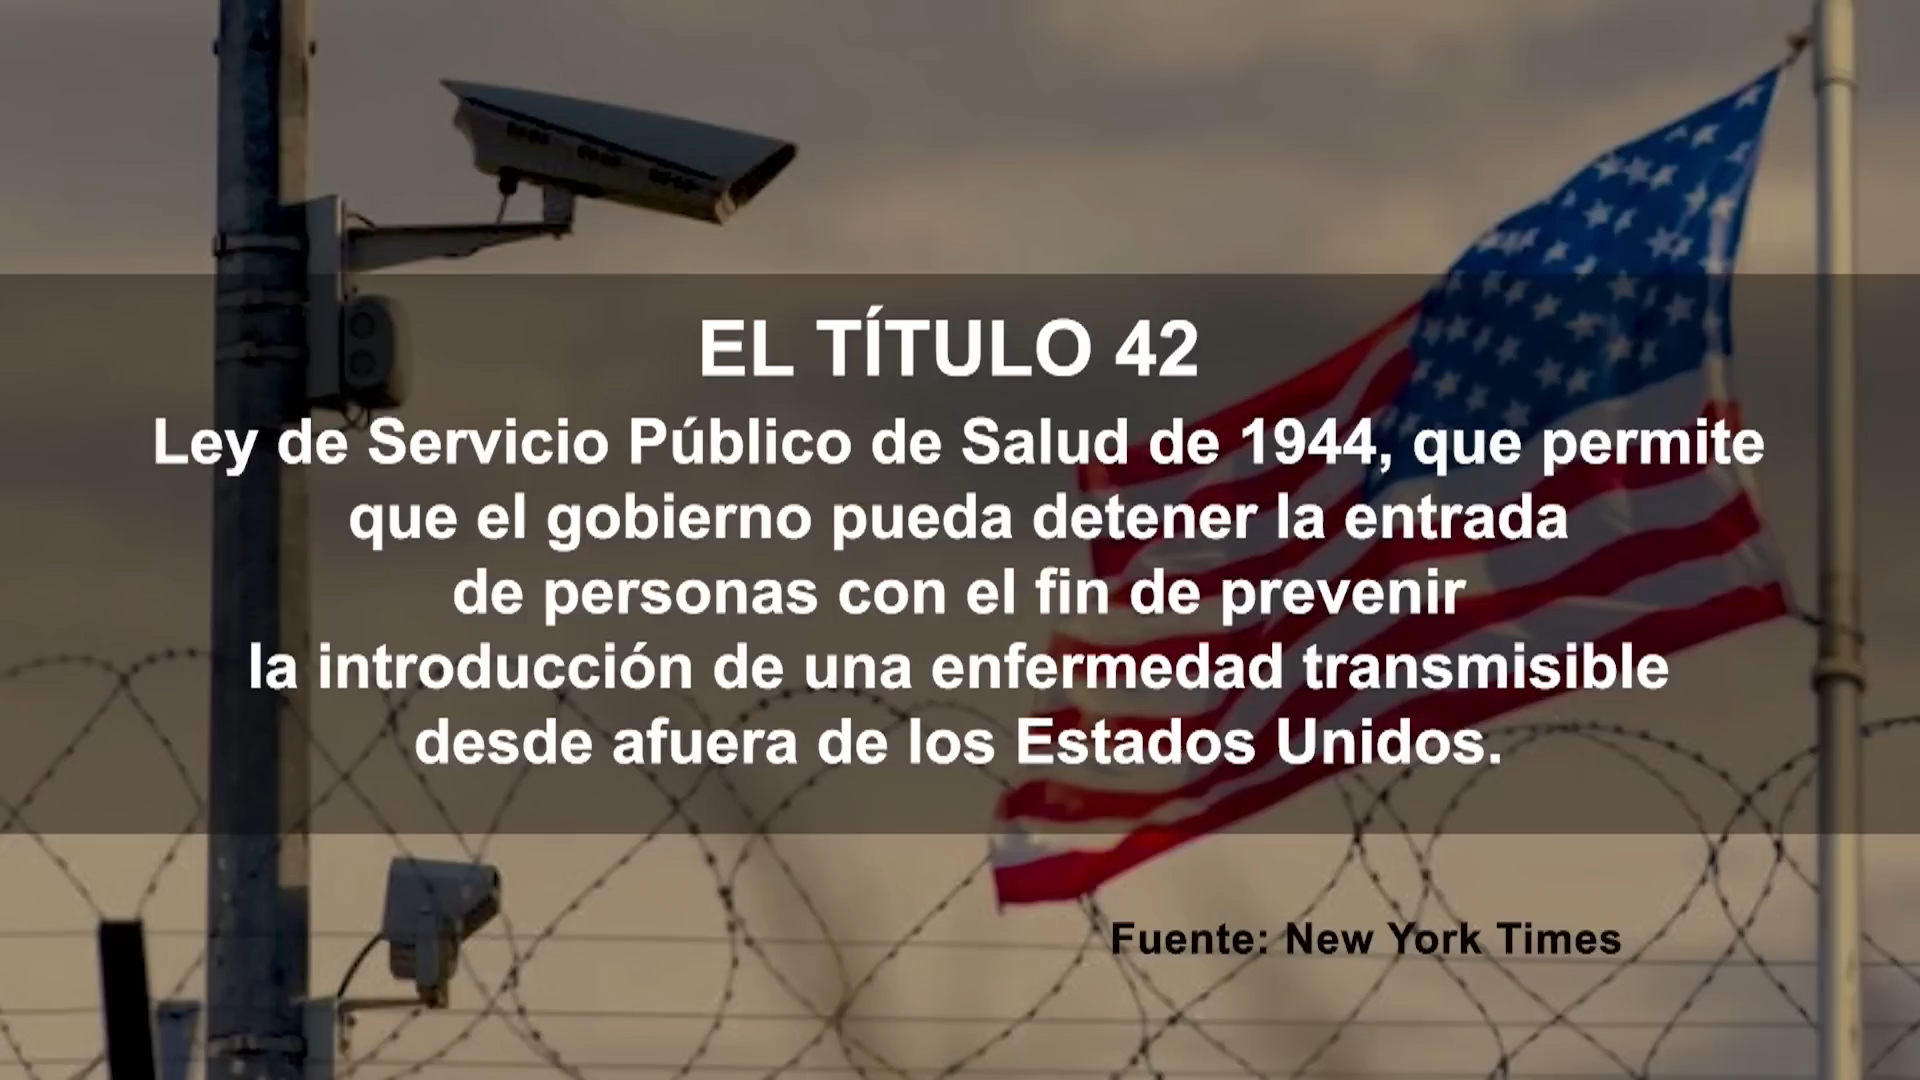 EL TÍTULO 42
Ley de Servicio Público de Salud de 1944, que permite
que el gobierno pueda detener la entrada
de personas con el fin de prevenir
la introducción de una enfermedad transmisible
desde afuera de los Estados Unidos.
Fuente: New York Times